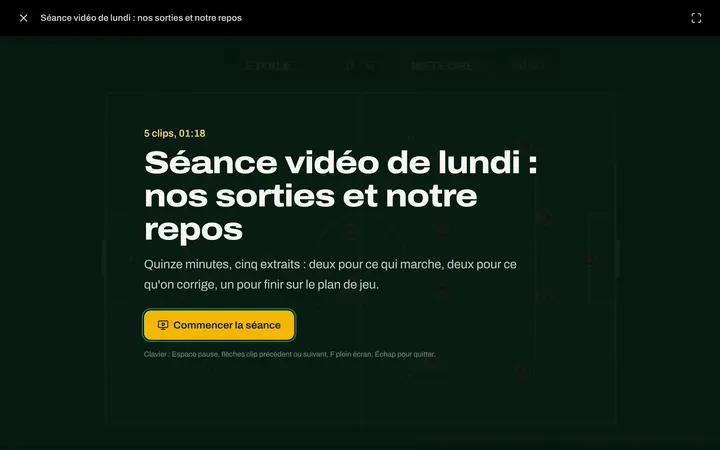 Séance vidéo de lundi : nos sorties et notre repos
ETOILE
5 clips, 01:18
Séance vidéo de lundi :
nos sorties et notre
repos
Quinze minutes, cinq extraits : deux pour ce qui marche, deux pour ce
qu'on corrige, un pour finir sur le plan de jeu.
Commencer la séance
Clavier : Espace pause, flèches clip précédent ou suivant, F plein écran, Échap pour quitter.